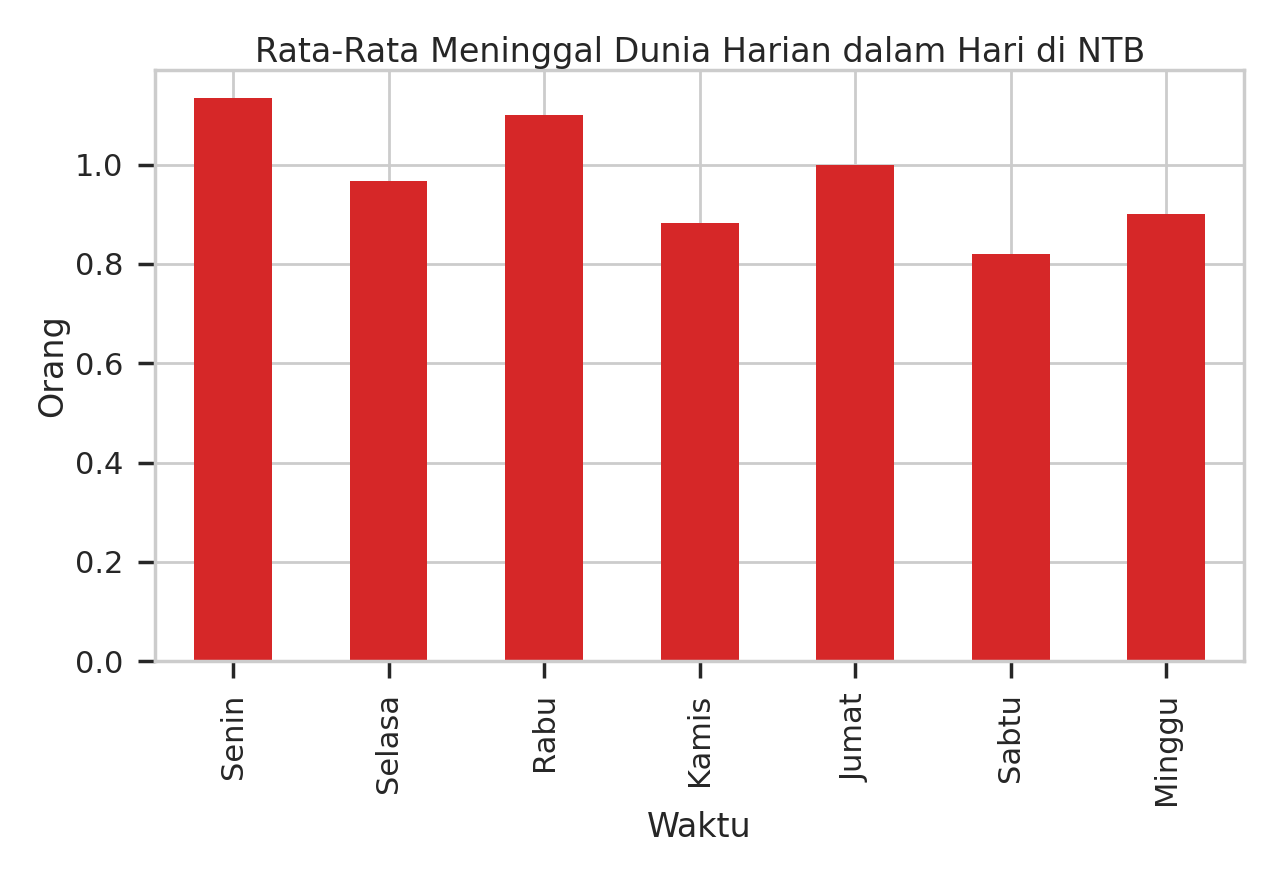 Rata-Rata Meninggal Dunia Harian dalam Hari di NTB
Orang
1.0
0.8
0.6
0.4
0.2
0.0
Senin
Selasa
Rabu
Kamis
Jumat
Sabtu
Minggu
Waktu